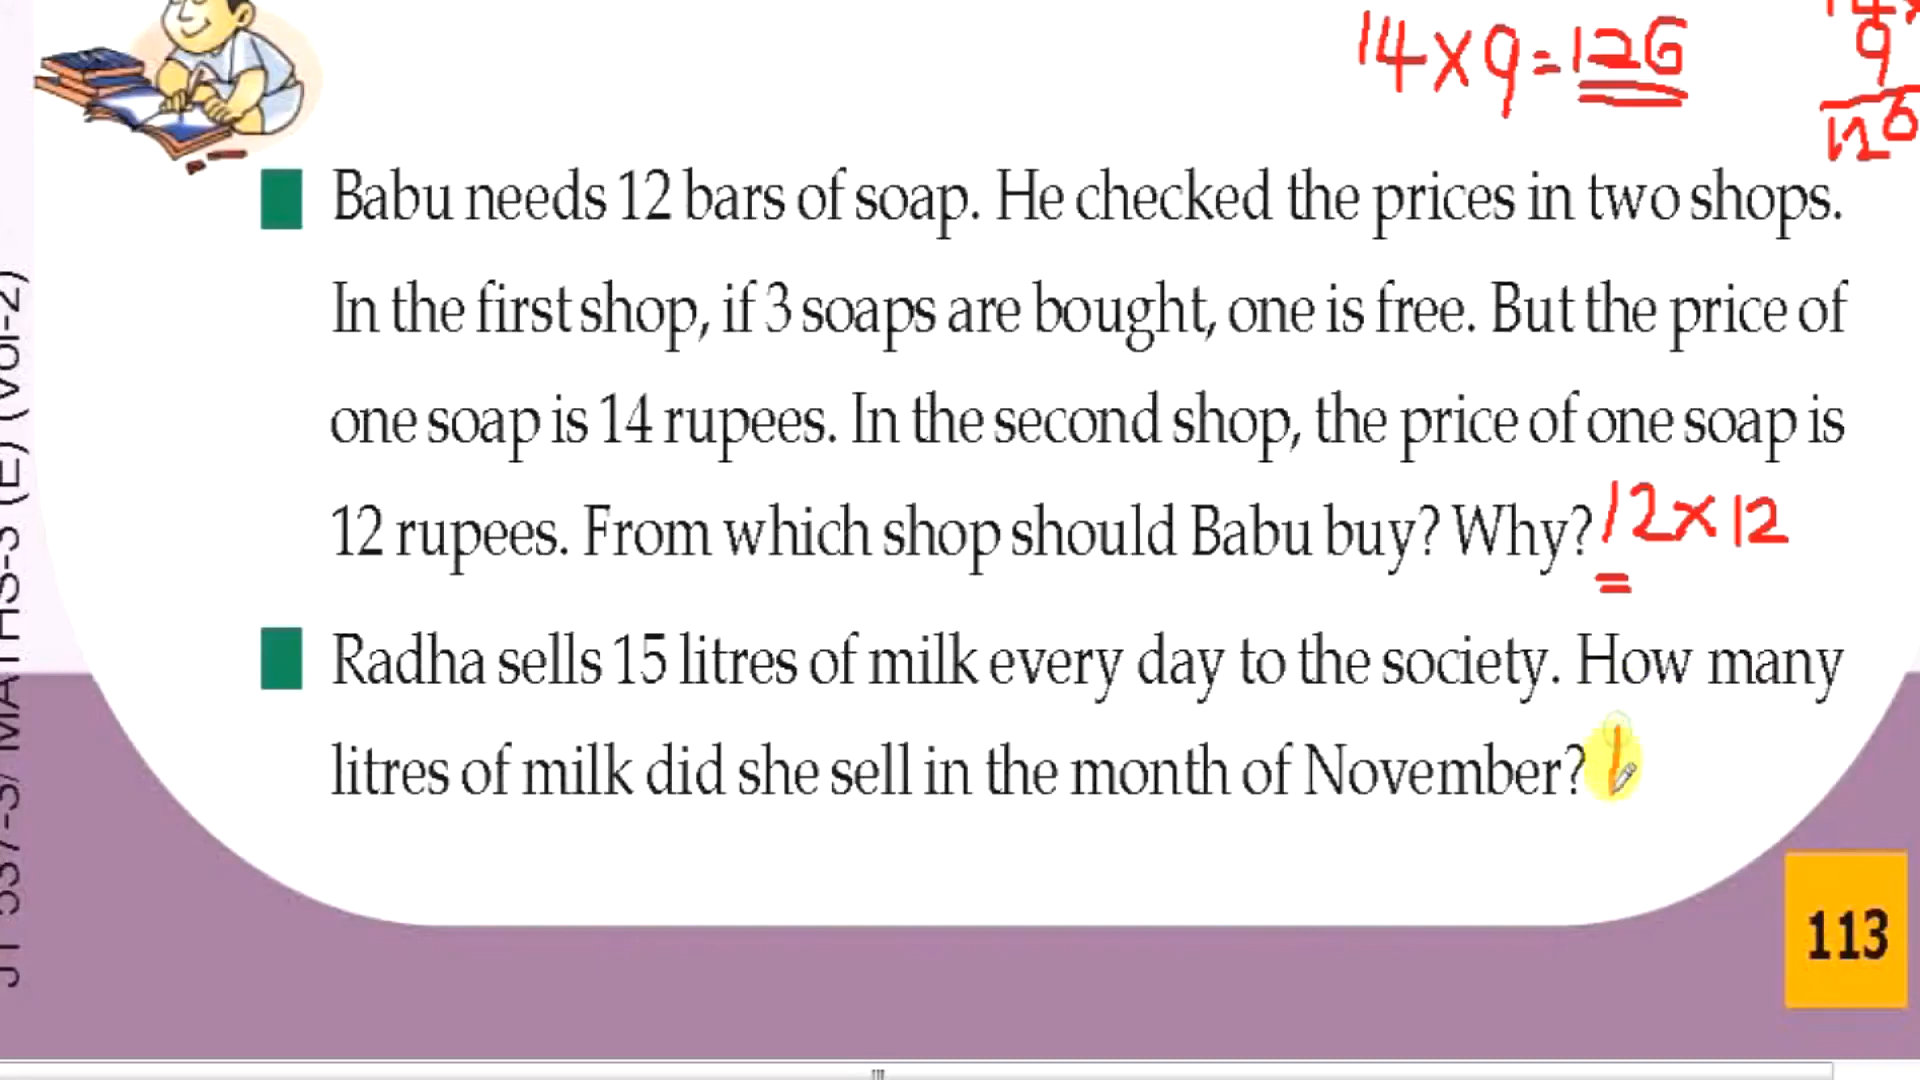 14 x 9 = 126
9
126
Babu needs 12 bars of soap. He checked the prices in two shops.
In the first shop, if 3 soaps are bought, one is free. But the price of
one soap is 14 rupees. In the second shop, the price of one soap is
12 rupees. From which shop should Babu buy? Why? 12 x 12
=
Radha sells 15 litres of milk every day to the society. How many
litres of milk did she sell in the month of November?
113